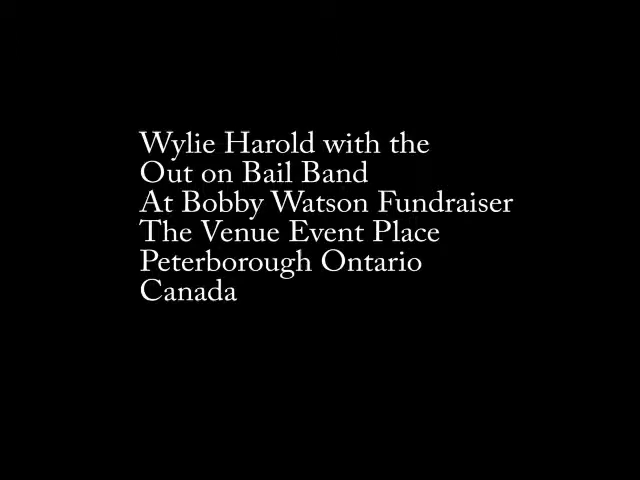 Wylie Harold with the
Out on Bail Band
At Bobby Watson Fundraiser
The Venue Event Place
Peterborough Ontario
Canada